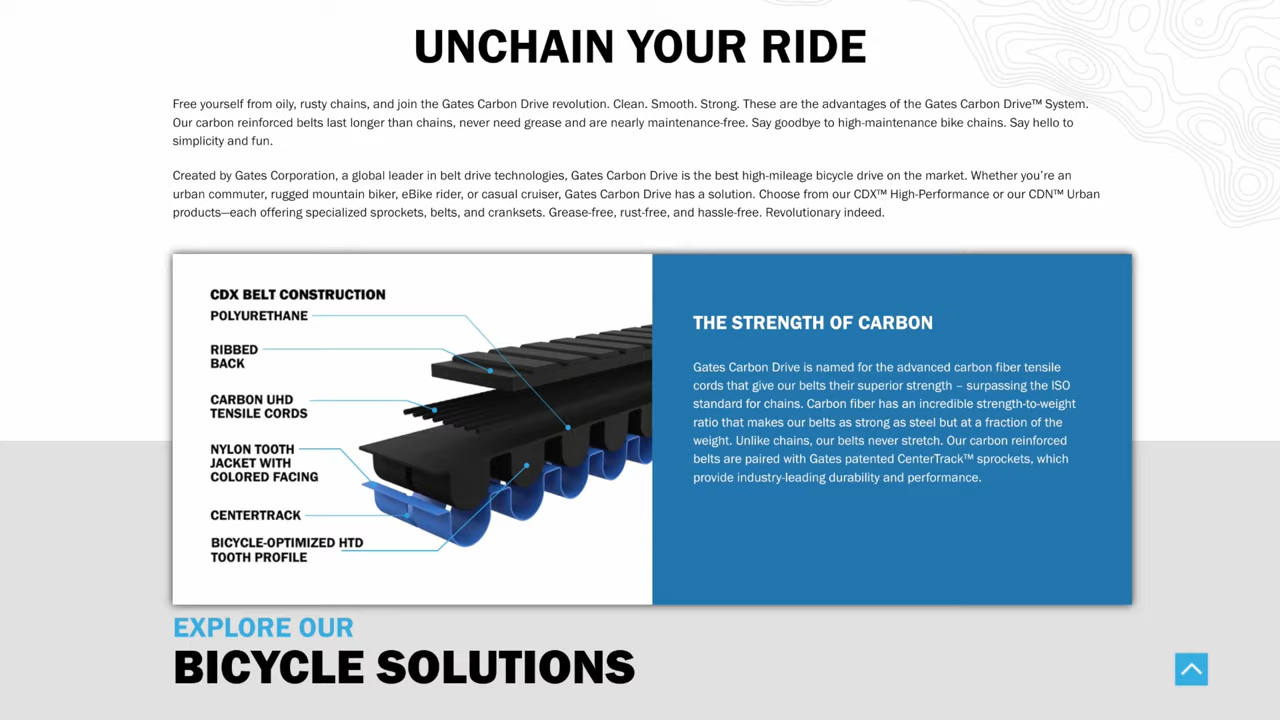 UNCHAIN YOUR RIDE
Free yourself from oily, rusty chains, and join the Gates Carbon Drive revolution. Clean. Smooth. Strong. These are the advantages of the Gates Carbon Drive™ System.
Our carbon reinforced belts last longer than chains, never need grease and are nearly maintenance-free. Say goodbye to high-maintenance bike chains. Say hello to
simplicity and fun.
Created by Gates Corporation, a global leader in belt drive technologies, Gates Carbon Drive is the best high-mileage bicycle drive on the market. Whether you're an
urban commuter, rugged mountain biker, eBike rider, or casual cruiser, Gates Carbon Drive has a solution. Choose from our CDX™ High-Performance or our CDN™ Urban
products—each offering specialized sprockets, belts, and cranksets. Grease-free, rust-free, and hassle-free. Revolutionary indeed.
CDX BELT CONSTRUCTION
POLYURETHANE
RIBBED
BACK
CARBON UHD
TENSILE CORDS
NYLON TOOTH
JACKET WITH
COLORED FACING
CENTERTRACK
BICYCLE-OPTIMIZED HTD
TOOTH PROFILE
THE STRENGTH OF CARBON
Gates Carbon Drive is named for the advanced carbon fiber tensile
cords that give our belts their superior strength – surpassing the ISO
standard for chains. Carbon fiber has an incredible strength-to-weight
ratio that makes our belts as strong as steel but at a fraction of the
weight. Unlike chains, our belts never stretch. Our carbon reinforced
belts are paired with Gates patented CenterTrack™ sprockets, which
provide industry-leading durability and performance.
EXPLORE OUR
BICYCLE SOLUTIONS